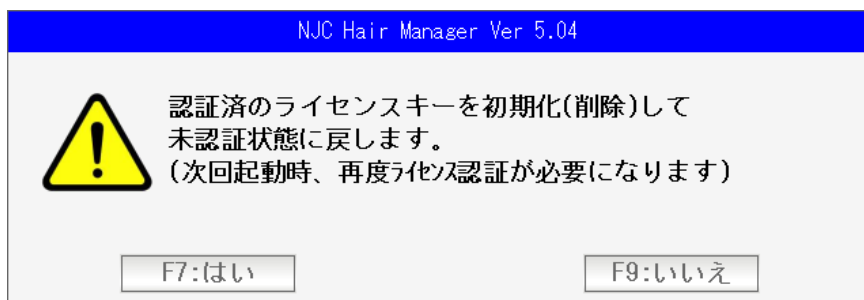 NJC Hair Manager Ver 5.04
認証済のライセンスキーを初期化(削除)して
未認証状態に戻します。
(次回起動時、再度ﾗｲｾﾝｽ認証が必要になります)
F7:はい
F9:いいえ